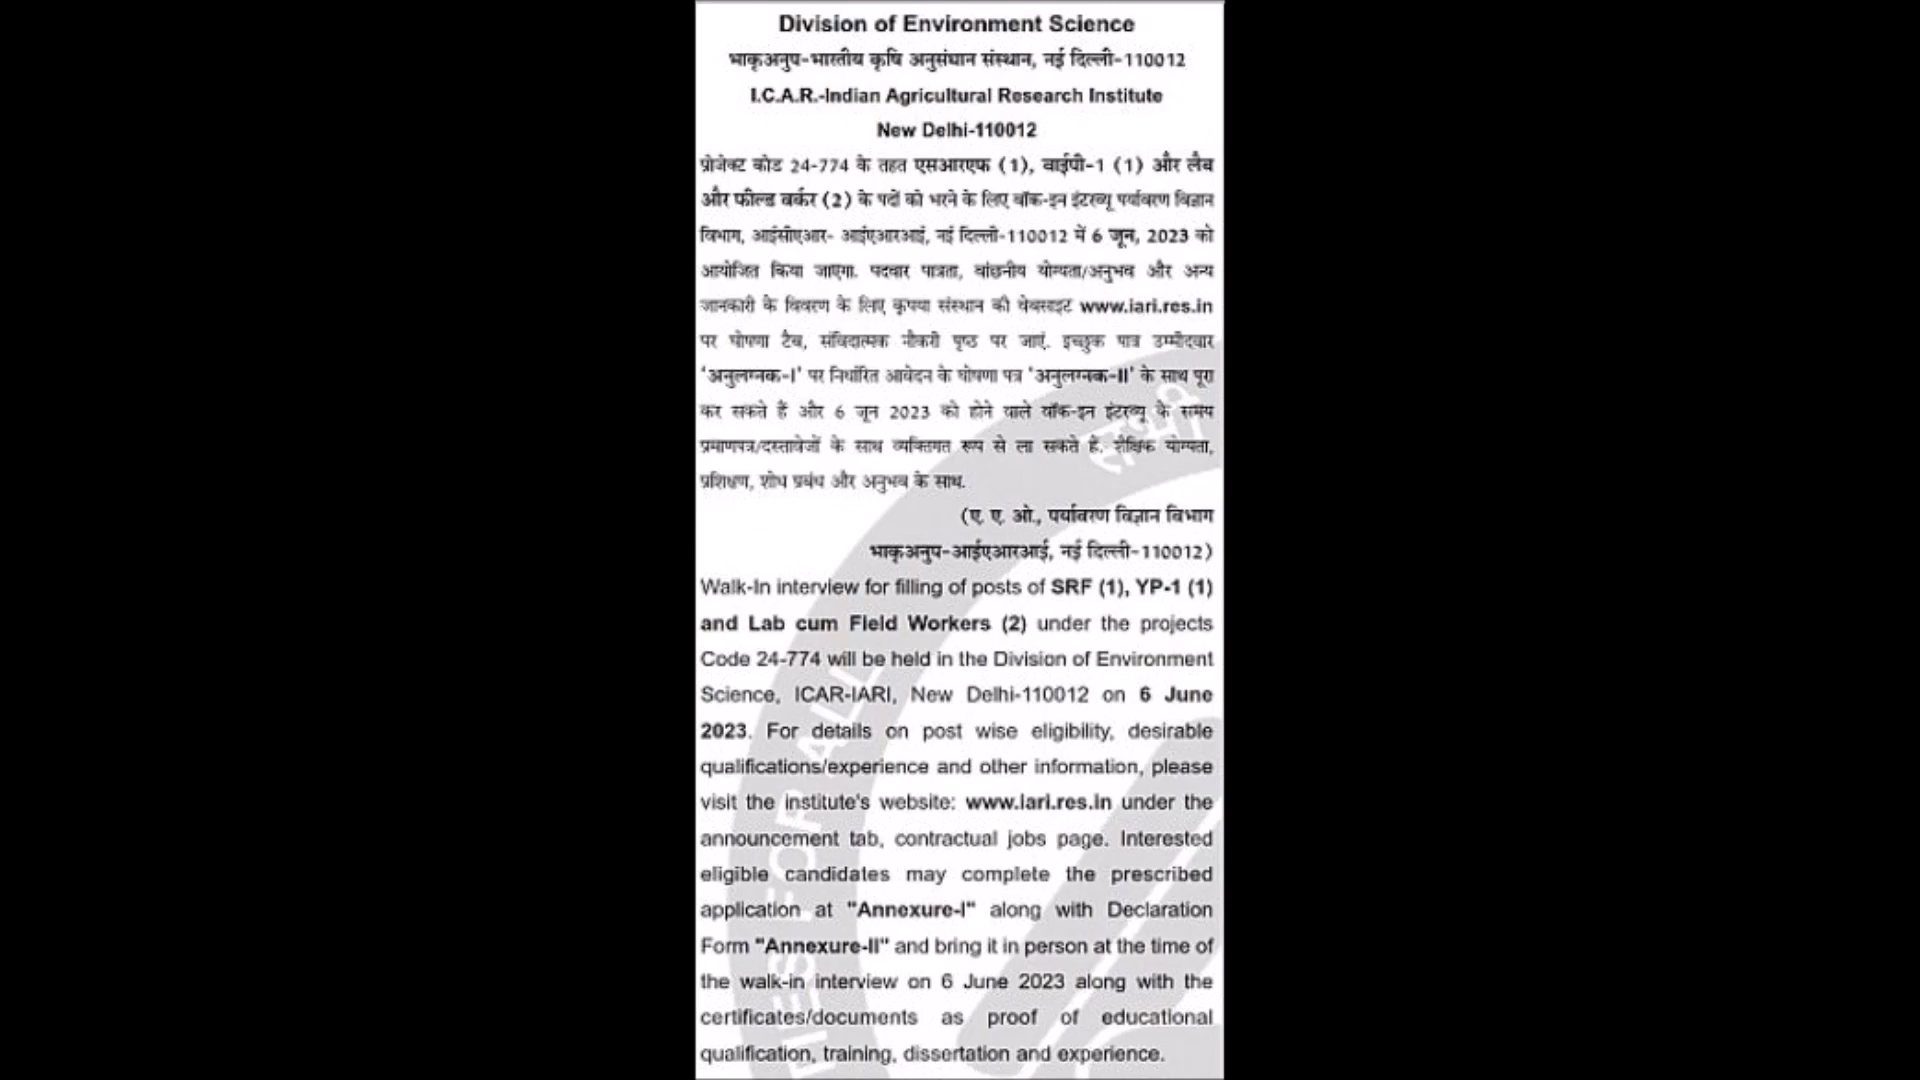 Division of Environment Science
भाकृअनुप-भारतीय कृषि अनुसंधान संस्थान, नई दिल्ली-110012
I.C.A.R.-Indian Agricultural Research Institute
New Delhi-110012
प्रोजेक्ट कोड 24-774 के तहत एसआरएफ (1), वाईपी-1 (1) और लैब
और फील्ड वर्कर (2) के पदों को भरने के लिए वॉक-इन इंटरव्यू पर्यावरण विज्ञान
विभाग, आईसीएआर- आईएआरआई, नई दिल्ली-110012 में 6 जून, 2023 को
आयोजित किया जाएगा. पदवार पात्रता, वांछनीय योग्यता/अनुभव और अन्य
जानकारी के विवरण के लिए कृपया संस्थान की वेबसाइट www.iari.res.in
पर घोषणा टैब, संविदात्मक नौकरी पृष्ठ पर जाएं. इच्छुक पात्र उम्मीदवार
'अनुलग्नक-I' पर निर्धारित आवेदन के घोषणा पत्र 'अनुलग्नक-II' के साथ पूरा
कर सकते हैं और 6 जून 2023 को होने वाले वॉक-इन इंटरव्यू के समय
प्रमाणपत्र/दस्तावेजों के साथ व्यक्तिगत रूप से ला सकते हैं. शैक्षिक योग्यता,
प्रशिक्षण, शोध प्रबंध और अनुभव के साथ.
(ए. ए. ओ., पर्यावरण विज्ञान विभाग
भाकृअनुप-आईएआरआई, नई दिल्ली-110012)
Walk-In interview for filling of posts of SRF (1), YP-1 (1)
and Lab cum Field Workers (2) under the projects
Code 24-774 will be held in the Division of Environment
Science, ICAR-IARI, New Delhi-110012 on 6 June
2023. For details on post wise eligibility, desirable
qualifications/experience and other information, please
visit the institute's website: www.iari.res.in under the
announcement tab, contractual jobs page. Interested
eligible candidates may complete the prescribed
application at "Annexure-I" along with Declaration
Form "Annexure-II" and bring it in person at the time of
the walk-in interview on 6 June 2023 along with the
certificates/documents as proof of educational
qualification, training, dissertation and experience.
FOR ALL